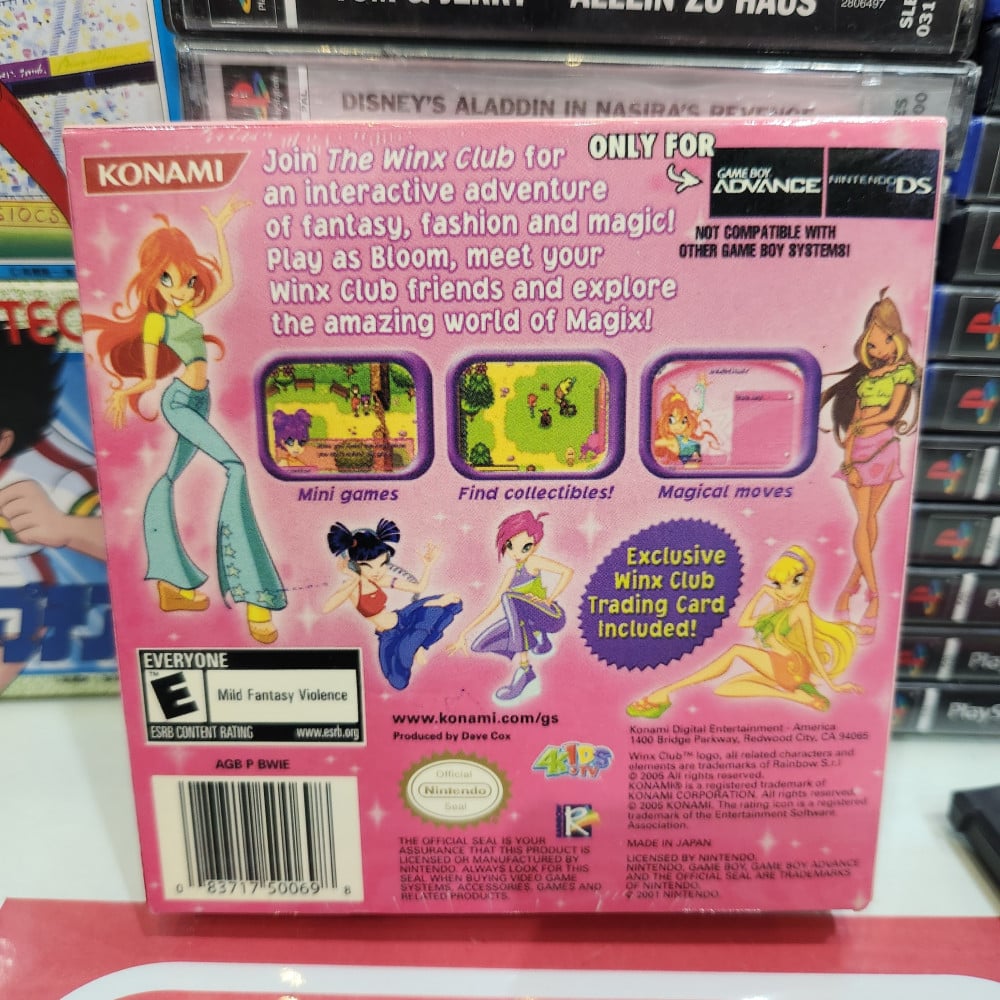 TOM & JERRY ALLEIN ZU HAUS
2806497
DISNEY'S ALADDIN IN NASIRA'S REVENGE
KONAMI
Join The Winx Club for
an interactive adventure
of fantasy, fashion and magic!
Play as Bloom, meet your
Winx Club friends and explore
the amazing world of Magix!
ONLY FOR
GAME BOY
ADVANCE
NINTENDO DS
NOT COMPATIBLE WITH
OTHER GAME BOY SYSTEMS!
Mini games
Find collectibles!
Magical moves
Exclusive
Winx Club
Trading Card
Included!
EVERYONE
E
Mild Fantasy Violence
ESRB CONTENT RATING www.esrb.org
AGB P BWIE
0 83717 50069 8
www.konami.com/gs
Produced by Dave Cox
Official
Nintendo
Seal
4KIDS
TV
R
THE OFFICIAL SEAL IS YOUR
ASSURANCE THAT THIS PRODUCT IS
LICENSED OR MANUFACTURED BY
NINTENDO. ALWAYS LOOK FOR THIS
SEAL WHEN BUYING VIDEO GAME
SYSTEMS, ACCESSORIES, GAMES AND
RELATED PRODUCTS.
Konami Digital Entertainment - America
1400 Bridge Parkway, Redwood City, CA 94065
Winx Club™ logo, all related characters and
elements are trademarks of Rainbow S.r.l
© 2005 All rights reserved.
KONAMI® is a registered trademark of
KONAMI CORPORATION. All rights reserved.
© 2005 KONAMI. The rating icon is a registered
trademark of the Entertainment Software
Association.
MADE IN JAPAN
LICENSED BY NINTENDO.
NINTENDO, GAME BOY, GAME BOY ADVANCE
AND THE OFFICIAL SEAL ARE TRADEMARKS
OF NINTENDO.
© 2001 NINTENDO.